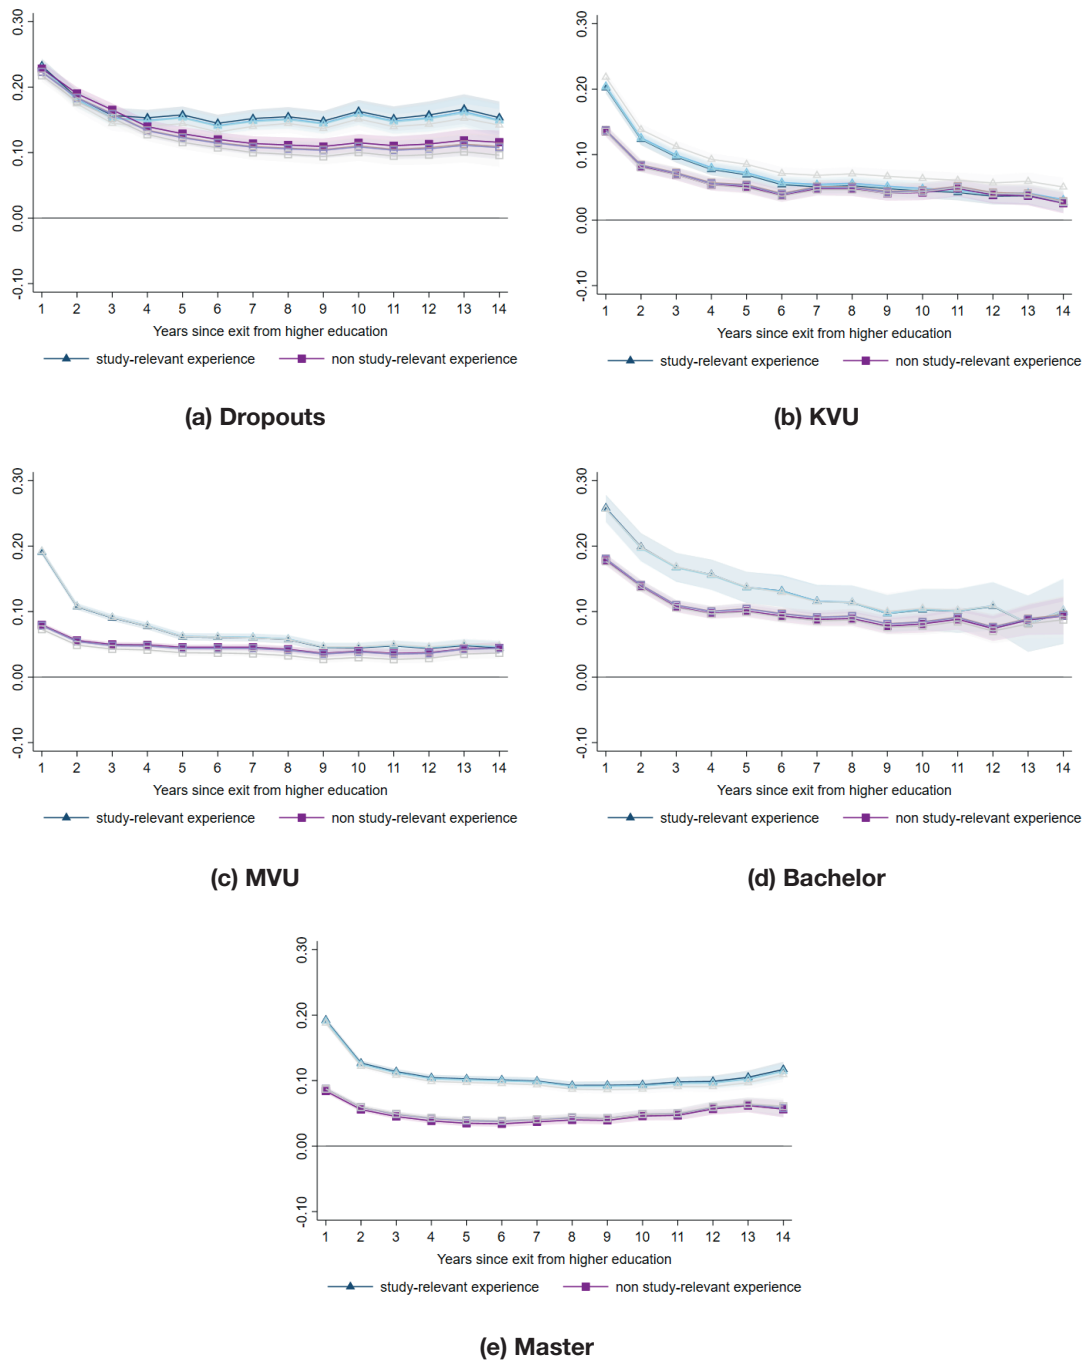 0.30
0.20
0.10
0.00
-0.10
1 2 3 4 5 6 7 8 9 10 11 12 13 14
Years since exit from higher education
study-relevant experience non study-relevant experience
(a) Dropouts
0.30
0.20
0.10
0.00
-0.10
1 2 3 4 5 6 7 8 9 10 11 12 13 14
Years since exit from higher education
study-relevant experience non study-relevant experience
(b) KVU
0.30
0.20
0.10
0.00
-0.10
1 2 3 4 5 6 7 8 9 10 11 12 13 14
Years since exit from higher education
study-relevant experience non study-relevant experience
(c) MVU
0.30
0.20
0.10
0.00
-0.10
1 2 3 4 5 6 7 8 9 10 11 12 13 14
Years since exit from higher education
study-relevant experience non study-relevant experience
(d) Bachelor
0.30
0.20
0.10
0.00
-0.10
1 2 3 4 5 6 7 8 9 10 11 12 13 14
Years since exit from higher education
study-relevant experience non study-relevant experience
(e) Master